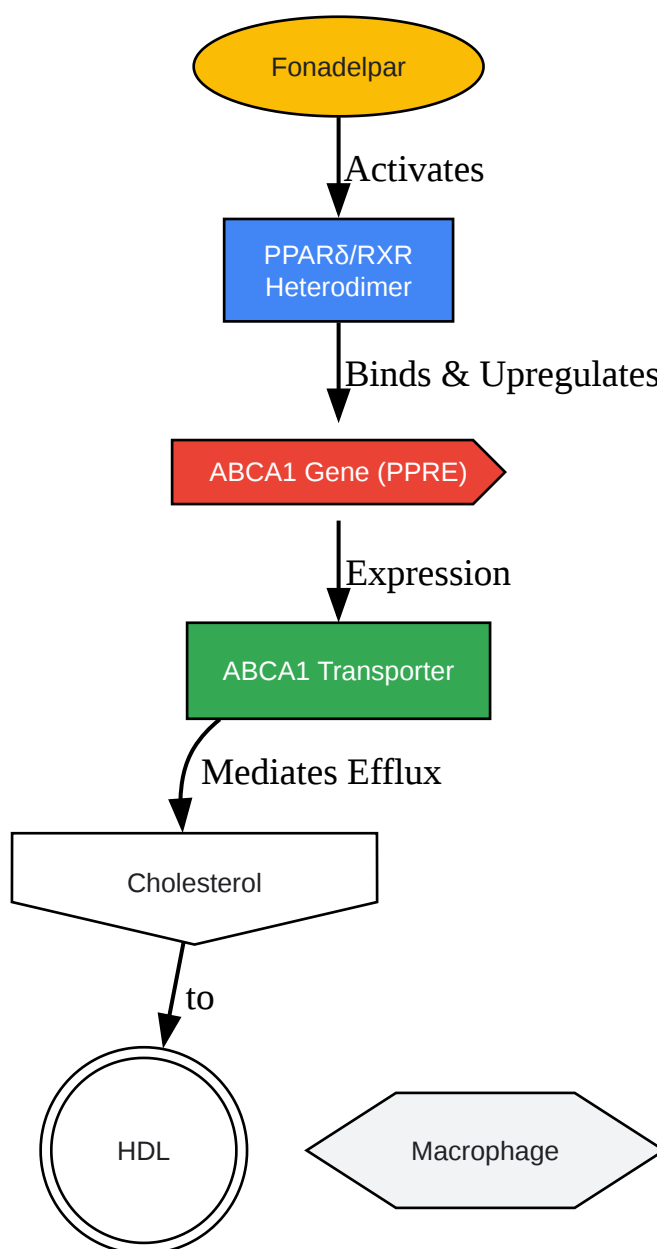 Fonadelpar
Activates
PPARδ/RXR
Heterodimer
Binds & Upregulates
ABCA1 Gene (PPRE)
Expression
ABCA1 Transporter
Mediates Efflux
Cholesterol
to
HDL
Macrophage